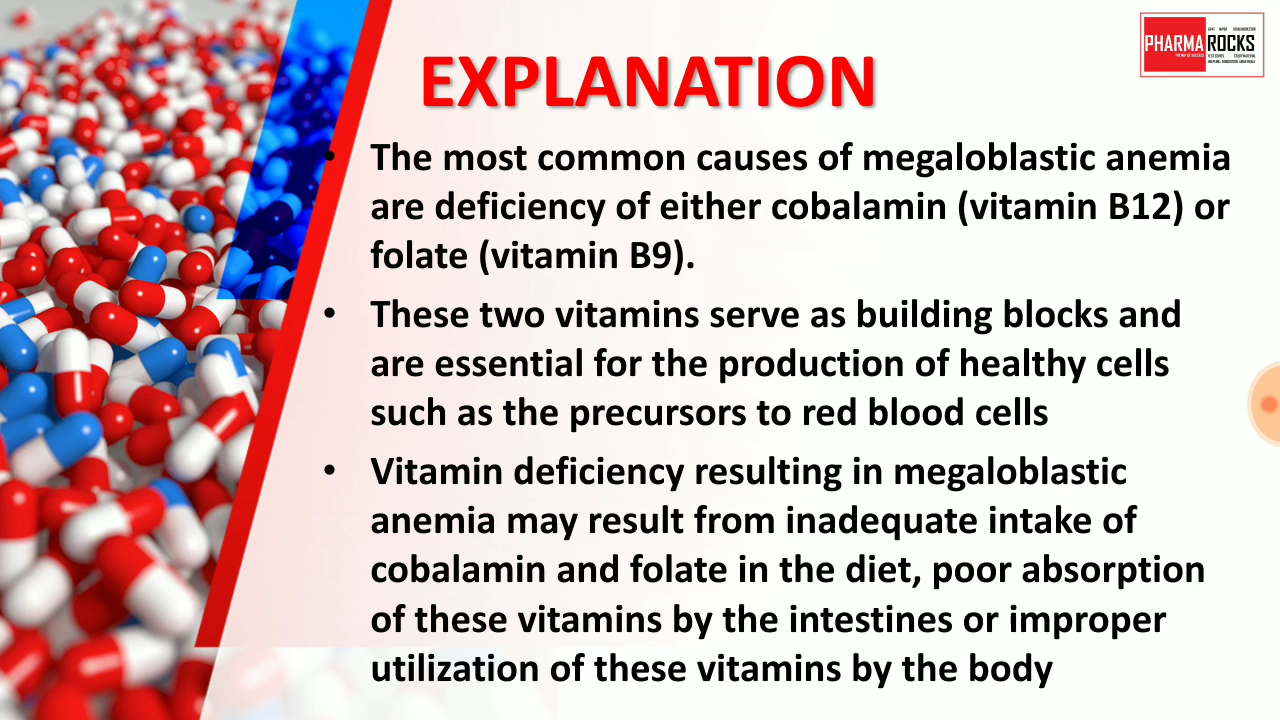 EXPLANATION
PHARMAROCKS
• The most common causes of megaloblastic anemia
are deficiency of either cobalamin (vitamin B12) or
folate (vitamin B9).
• These two vitamins serve as building blocks and
are essential for the production of healthy cells
such as the precursors to red blood cells
• Vitamin deficiency resulting in megaloblastic
anemia may result from inadequate intake of
cobalamin and folate in the diet, poor absorption
of these vitamins by the intestines or improper
utilization of these vitamins by the body